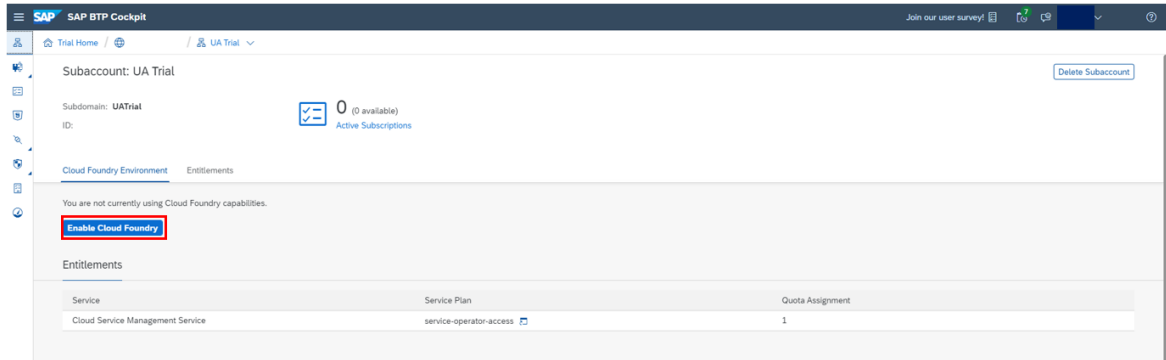 SAP SAP BTP Cockpit Join our user survey! 7
Trial Home / / UA Trial
Subaccount: UA Trial Delete Subaccount
Subdomain: UATrial 0 (0 available)
ID: Active Subscriptions
Cloud Foundry Environment Entitlements
You are not currently using Cloud Foundry capabilities.
Enable Cloud Foundry
Entitlements
Service Service Plan Quota Assignment
Cloud Service Management Service service-operator-access 1